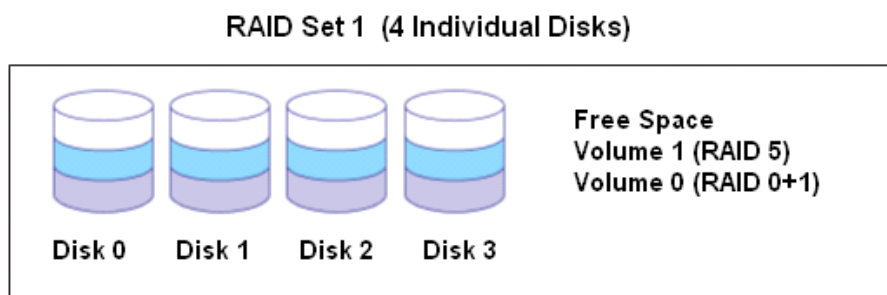 RAID Set 1 (4 Individual Disks)
Free Space
Volume 1 (RAID 5)
Volume 0 (RAID 0+1)
Disk 0 Disk 1 Disk 2 Disk 3